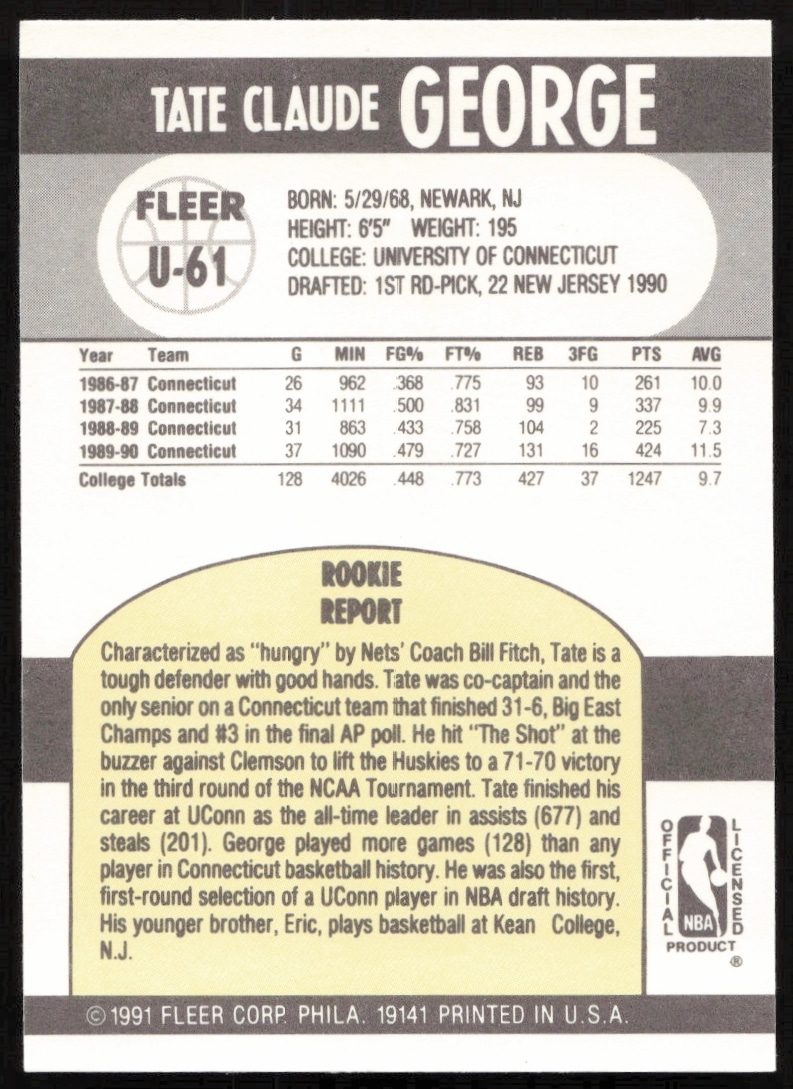 TATE CLAUDE GEORGE
FLEER
U-61
BORN: 5/29/68, NEWARK, NJ
HEIGHT: 6'5" WEIGHT: 195
COLLEGE: UNIVERSITY OF CONNECTICUT
DRAFTED: 1ST RD-PICK, 22 NEW JERSEY 1990
Year Team G MIN FG% FT% REB 3FG PTS AVG
1986-87 Connecticut 26 962 .368 .775 93 10 261 10.0
1987-88 Connecticut 34 1111 .500 .831 99 9 337 9.9
1988-89 Connecticut 31 863 .433 .758 104 2 225 7.3
1989-90 Connecticut 37 1090 .479 .727 131 16 424 11.5
College Totals 128 4026 .448 .773 427 37 1247 9.7
ROOKIE
REPORT
Characterized as "hungry" by Nets' Coach Bill Fitch, Tate is a
tough defender with good hands. Tate was co-captain and the
only senior on a Connecticut team that finished 31-6, Big East
Champs and #3 in the final AP poll. He hit "The Shot" at the
buzzer against Clemson to lift the Huskies to a 71-70 victory
in the third round of the NCAA Tournament. Tate finished his
career at UConn as the all-time leader in assists (677) and
steals (201). George played more games (128) than any
player in Connecticut basketball history. He was also the first,
first-round selection of a UConn player in NBA draft history.
His younger brother, Eric, plays basketball at Kean College,
N.J.
OFFICIAL
LICENSED
NBA
PRODUCT
®
© 1991 FLEER CORP. PHILA. 19141 PRINTED IN U.S.A.